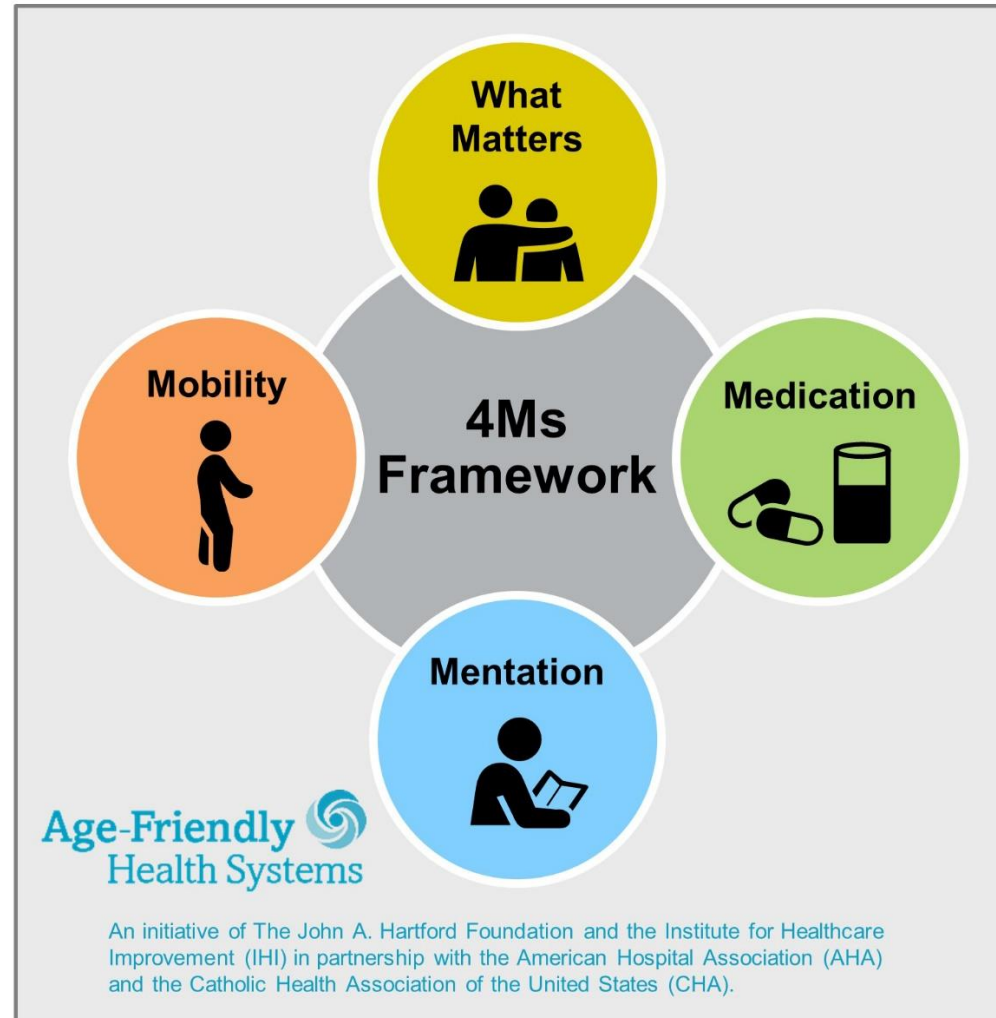 What
Matters
Mobility
4Ms
Framework
Medication
Mentation
Age-Friendly
Health Systems
An initiative of The John A. Hartford Foundation and the Institute for Healthcare
Improvement (IHI) in partnership with the American Hospital Association (AHA)
and the Catholic Health Association of the United States (CHA).